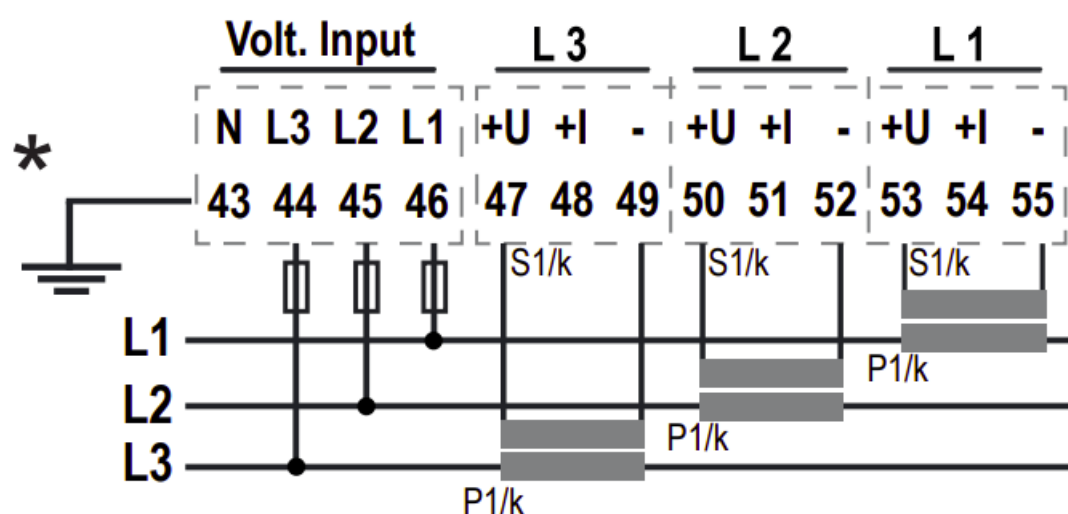 Volt. Input L 3 L 2 L 1
N L3 L2 L1 +U +I - +U +I - +U +I -
*
43 44 45 46 47 48 49 50 51 52 53 54 55
S1/k S1/k S1/k
L1
P1/k
L2
P1/k
L3
P1/k